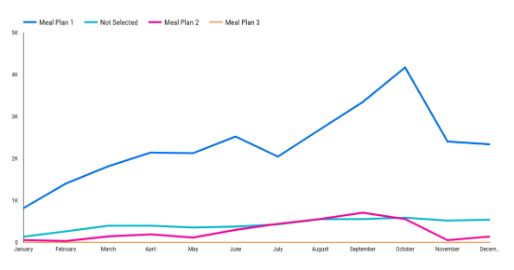 Meal Plan 1 Not Selected Meal Plan 2 Meal Plan 3
5K
4K
3K
2K
1K
0
January February March April May June July August September October November Decem...